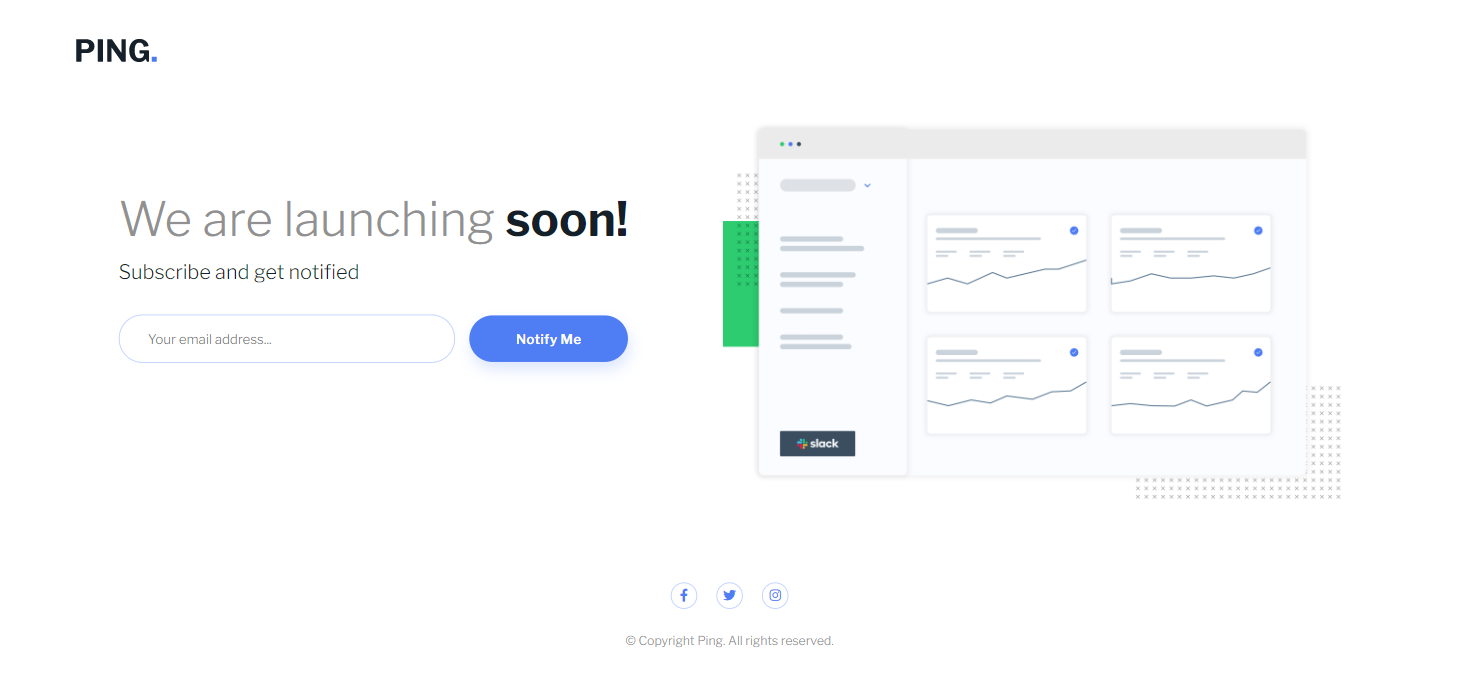 PING.
We are launching soon!
Subscribe and get notified
Your email address...
Notify Me
slack
© Copyright Ping. All rights reserved.